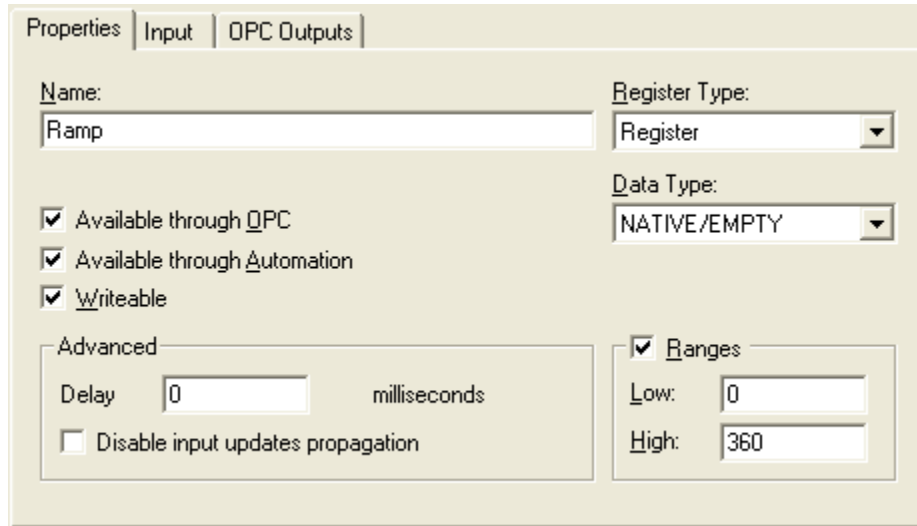 Properties Input OPC Outputs
Name: Register Type:
Ramp Register
Data Type:
Available through OPC NATIVE/EMPTY
Available through Automation
Writeable
Advanced Ranges
Delay 0 milliseconds Low: 0
Disable input updates propagation High: 360